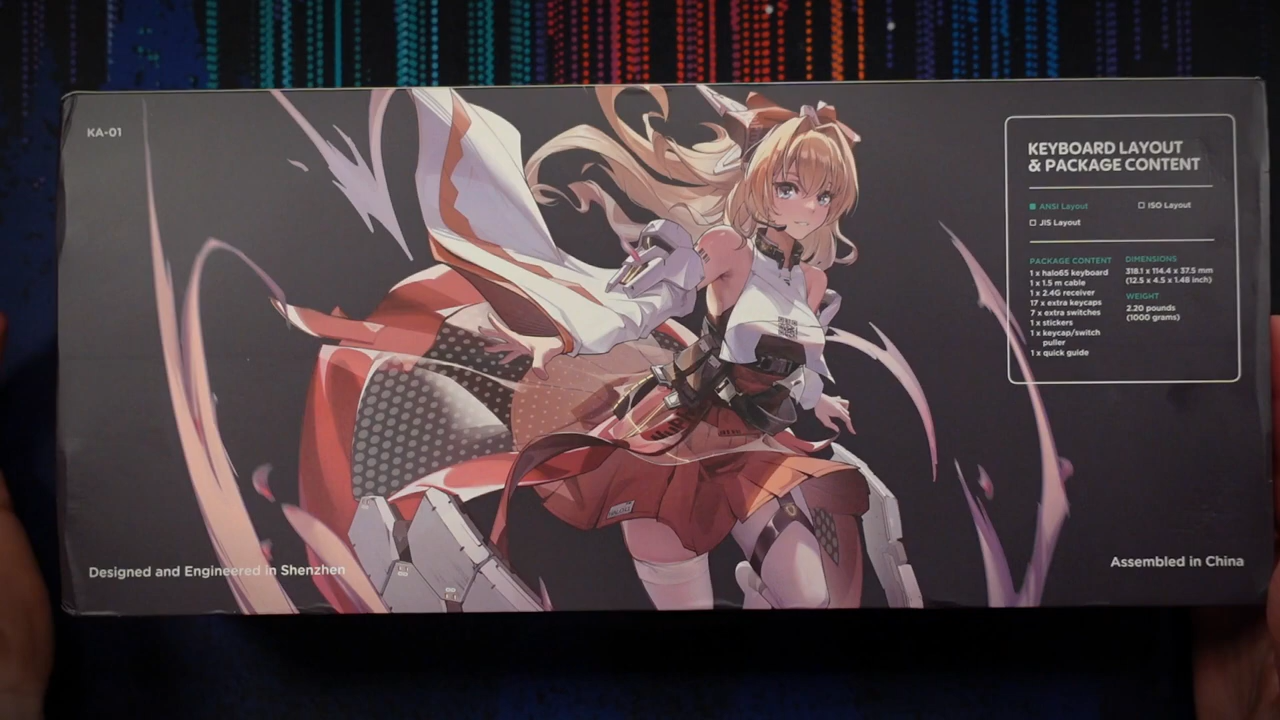 KA-01
KEYBOARD LAYOUT
& PACKAGE CONTENT
ANSI Layout
ISO Layout
JIS Layout
PACKAGE CONTENT
1 x halo65 keyboard
1 x 1.5 m cable
1 x 2.4G receiver
17 x extra keycaps
7 x extra switches
1 x stickers
1 x keycap/switch
puller
1 x quick guide
DIMENSIONS
318.1 x 114.4 x 37.5 mm
(12.5 x 4.5 x 1.48 inch)
WEIGHT
2.20 pounds
(1000 grams)
Designed and Engineered in Shenzhen
Assembled in China